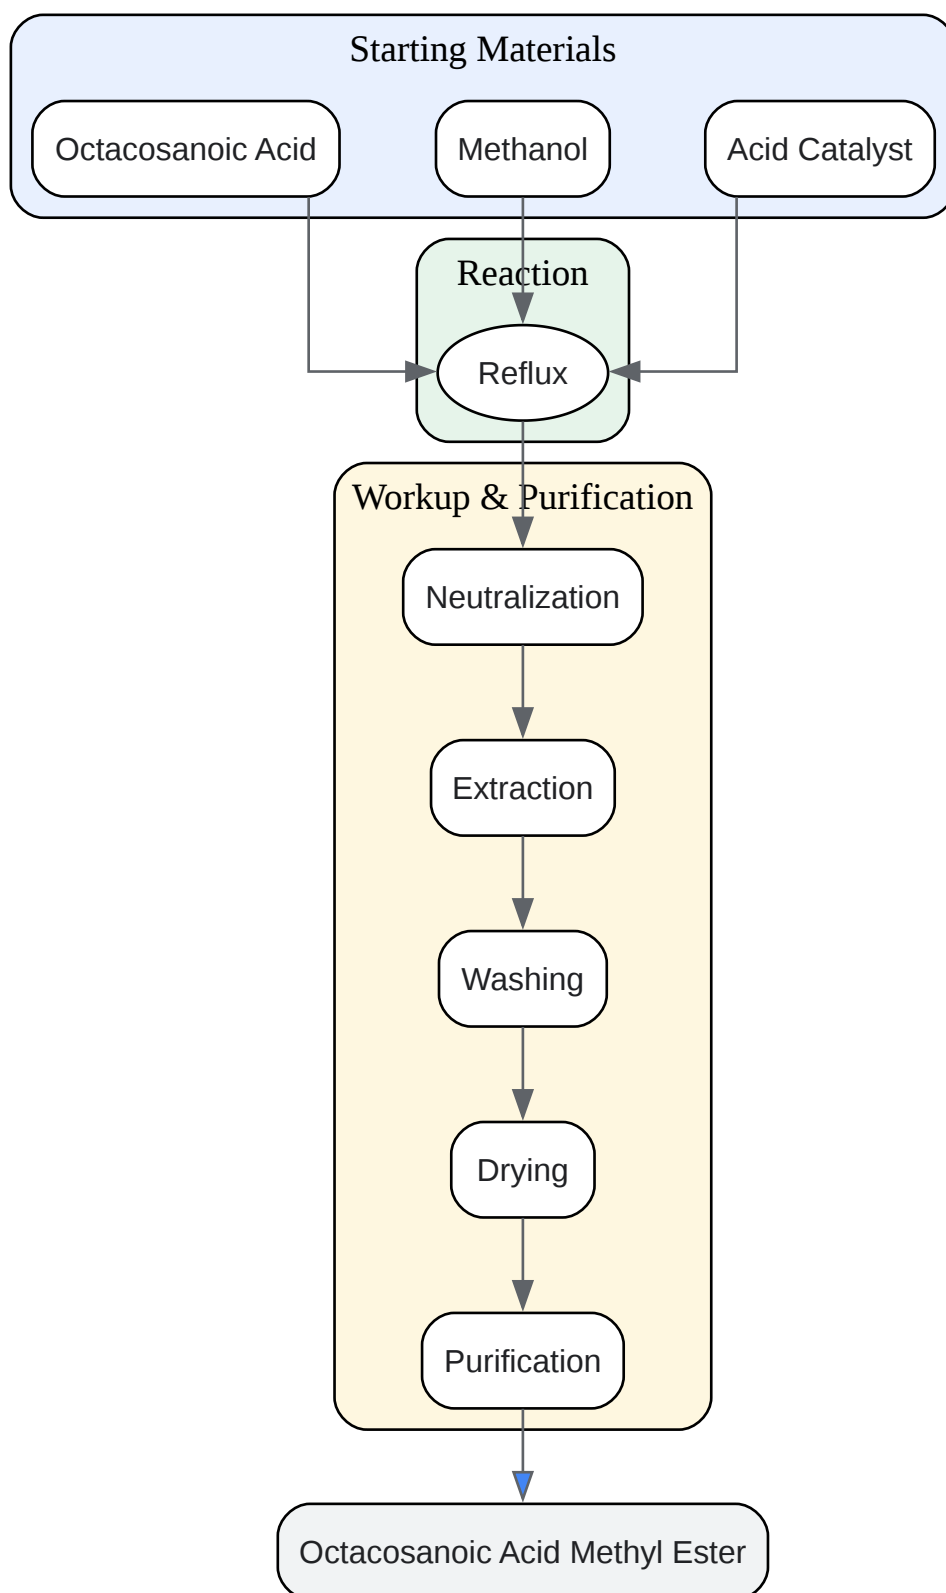 Starting Materials
Octacosanoic Acid
Methanol
Acid Catalyst
Reaction
Reflux
Workup & Purification
Neutralization
Extraction
Washing
Drying
Purification
Octacosanoic Acid Methyl Ester